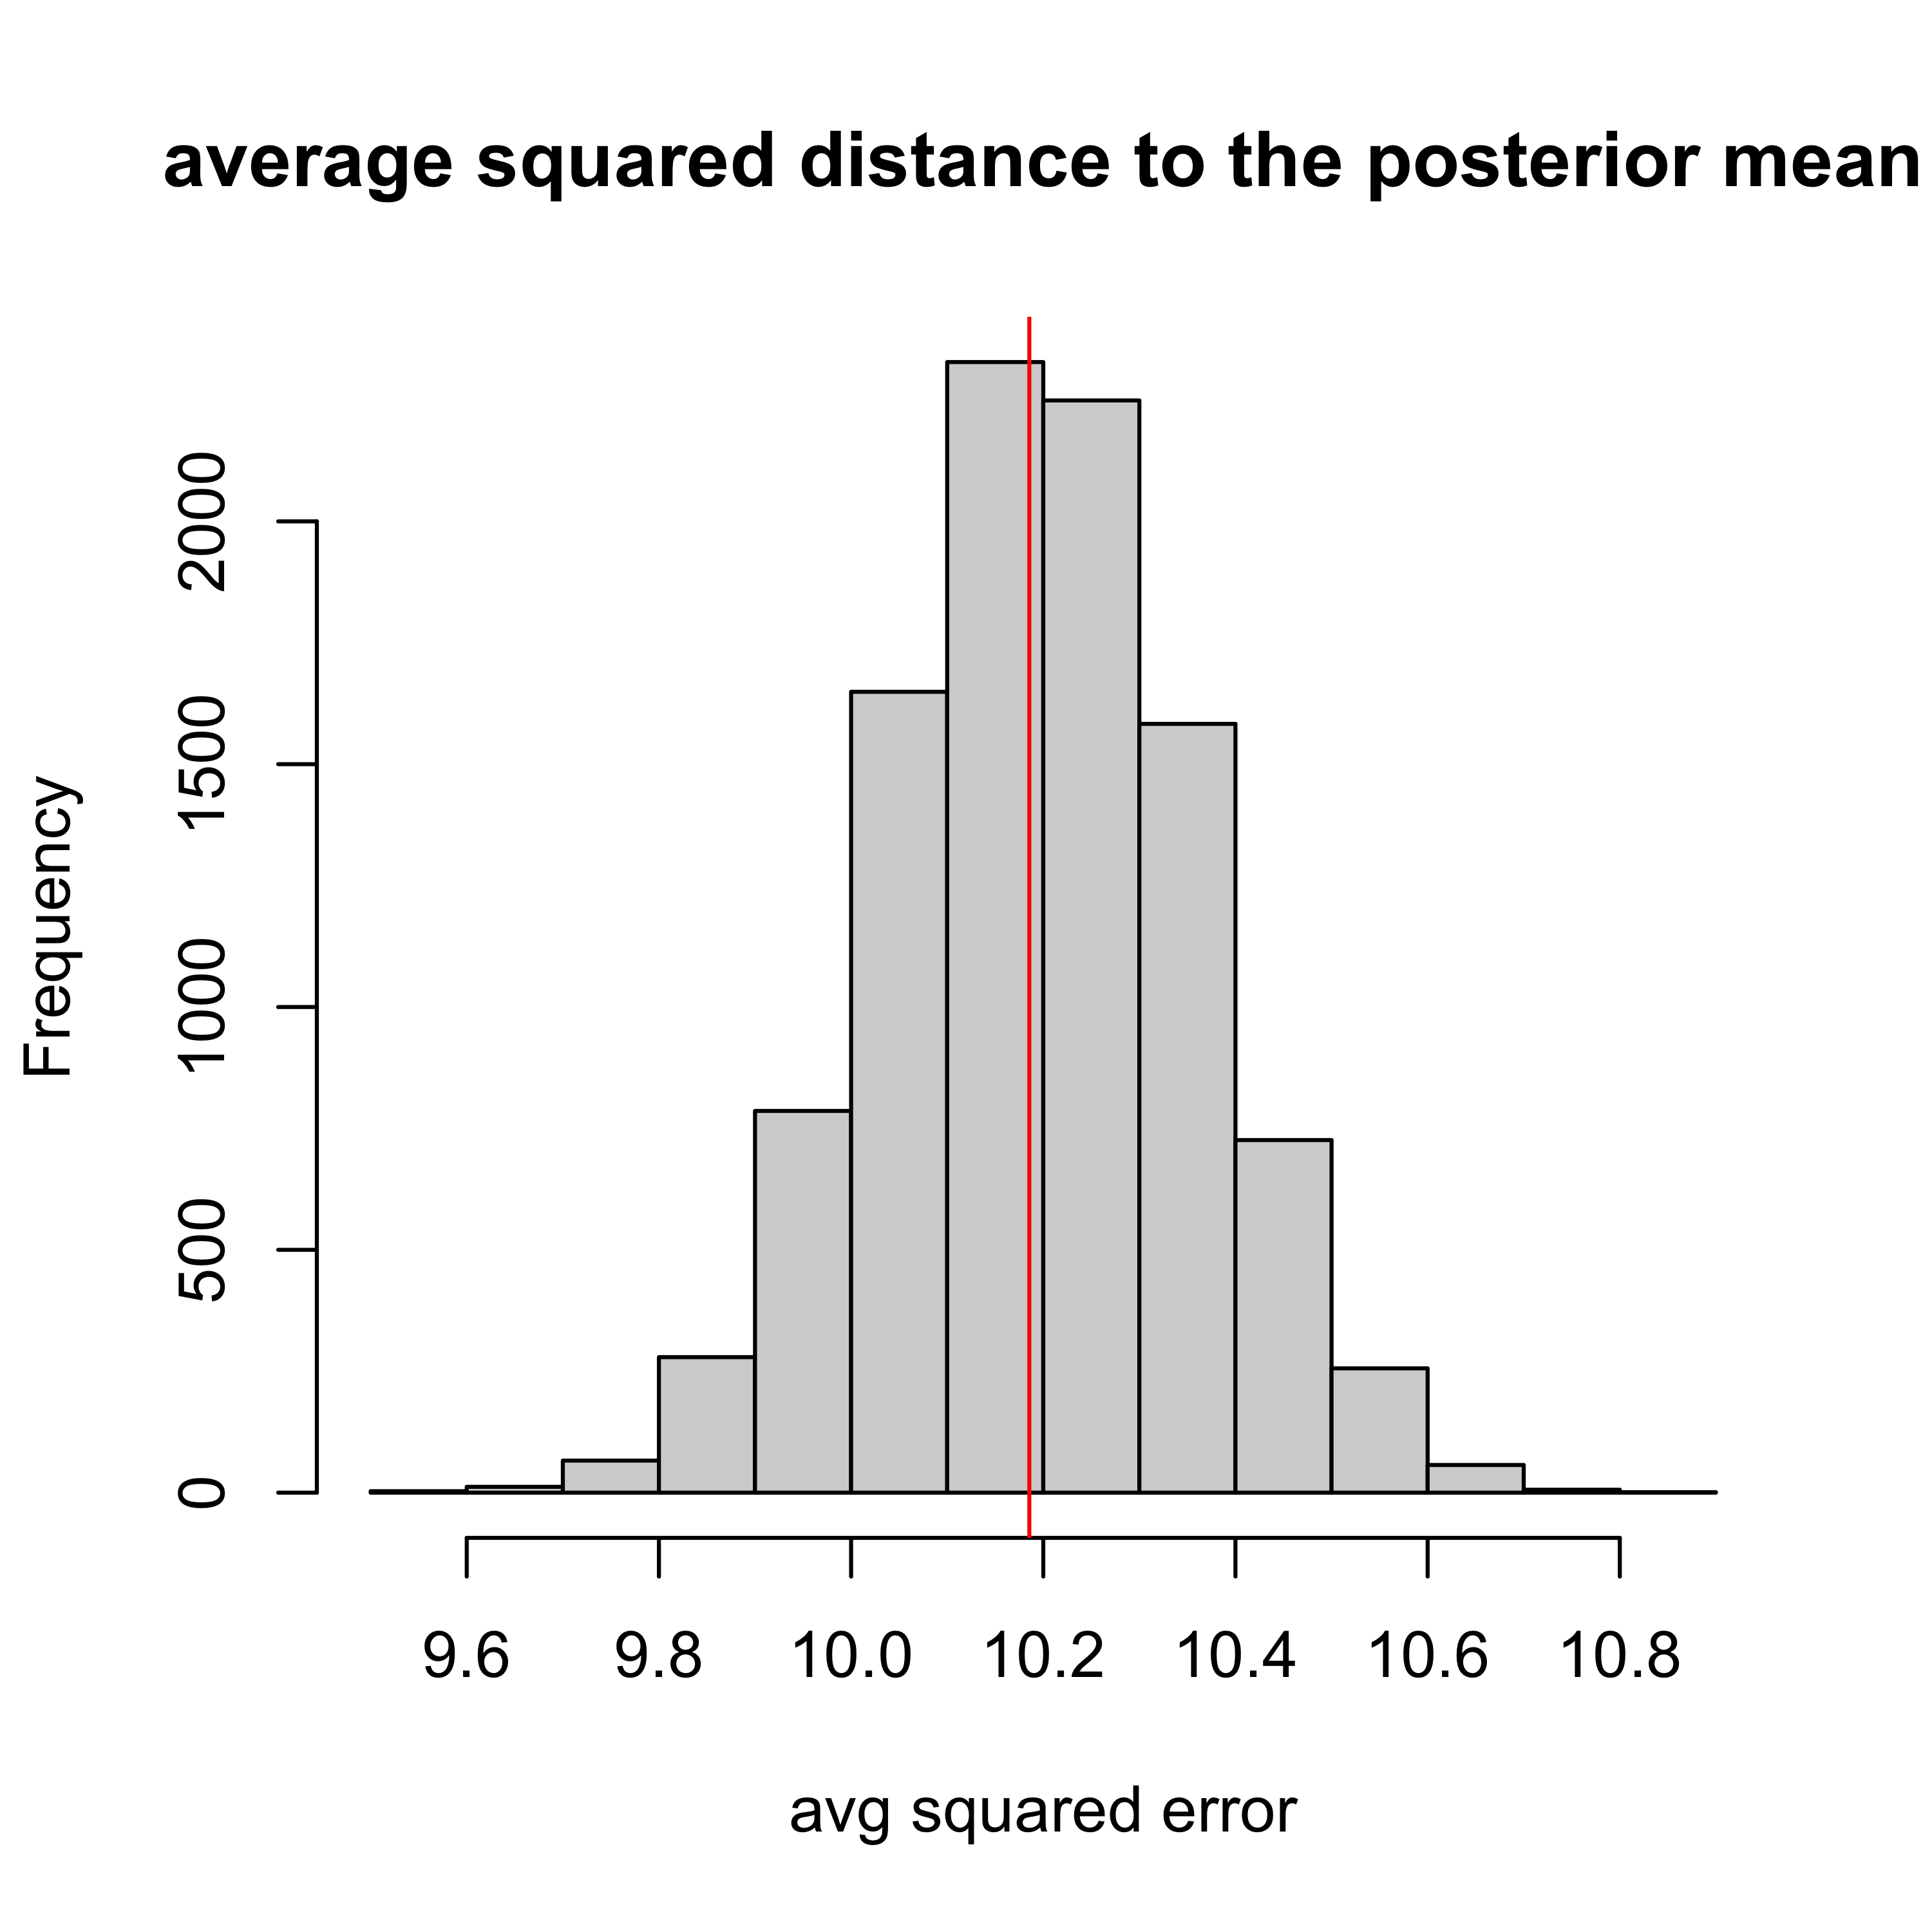 average squared distance to the posterior mean
Frequency
2000
1500
1000
500
0
9.6 9.8 10.0 10.2 10.4 10.6 10.8
avg squared error